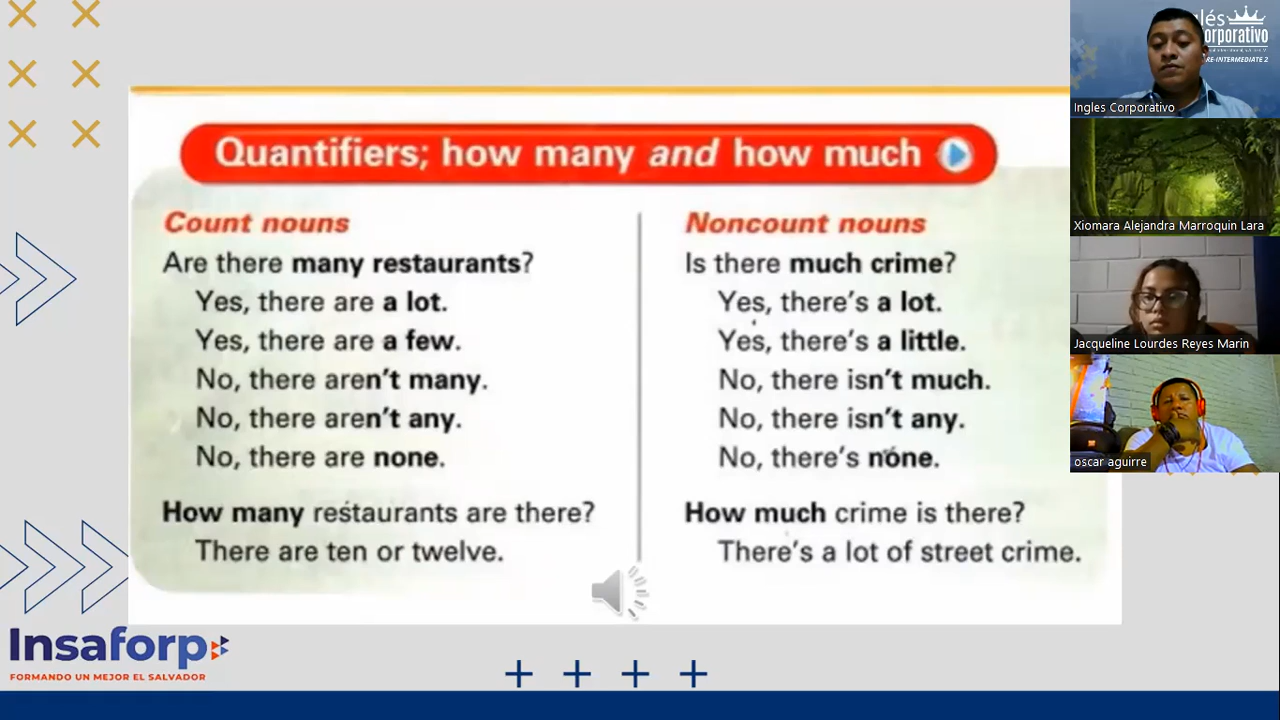 Quantifiers; how many and how much
Count nouns
Are there many restaurants?
Yes, there are a lot.
Yes, there are a few.
No, there aren't many.
No, there aren't any.
No, there are none.
How many restaurants are there?
There are ten or twelve.
Noncount nouns
Is there much crime?
Yes, there's a lot.
Yes, there's a little.
No, there isn't much.
No, there isn't any.
No, there's none.
How much crime is there?
There's a lot of street crime.
Insaforp
FORMANDO UN MEJOR EL SALVADOR
Ingles Corporativo
Xiomara Alejandra Marroquin Lara
Jacqueline Lourdes Reyes Marin
oscar aguirre